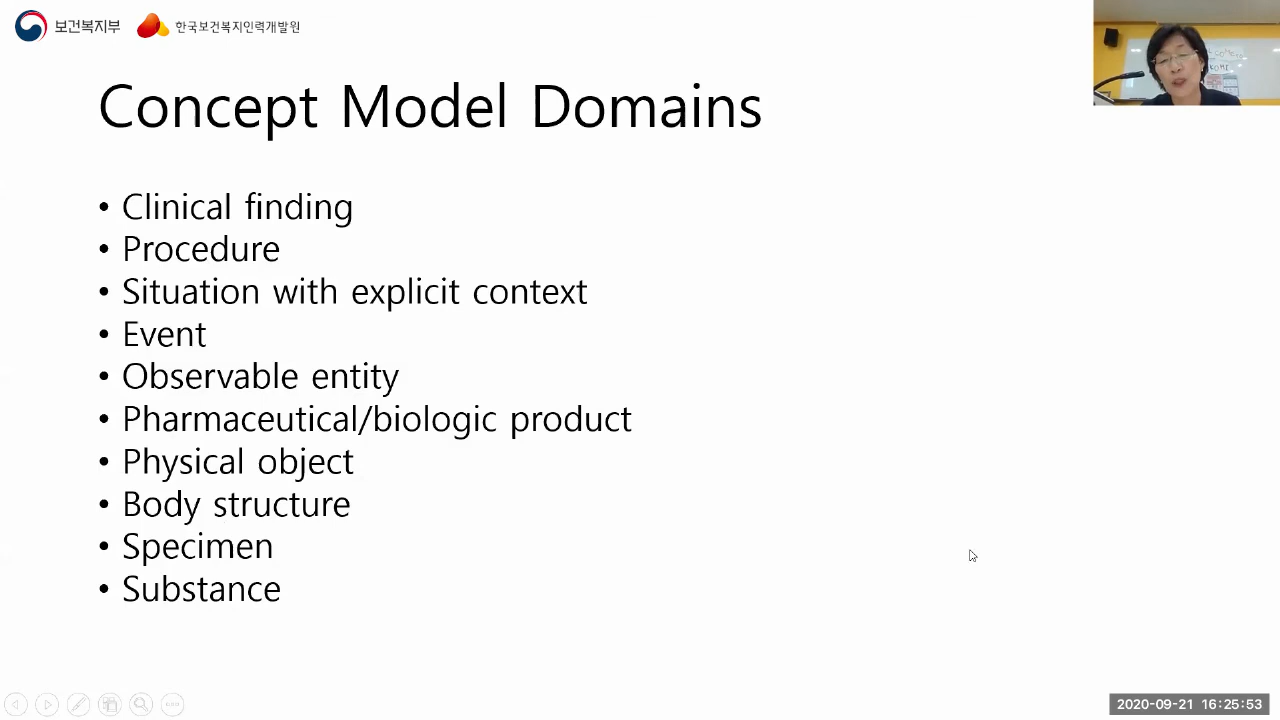 보건복지부 한국보건복지인력개발원
Concept Model Domains
• Clinical finding
• Procedure
• Situation with explicit context
• Event
• Observable entity
• Pharmaceutical/biologic product
• Physical object
• Body structure
• Specimen
• Substance
2020-09-21 16:25:53